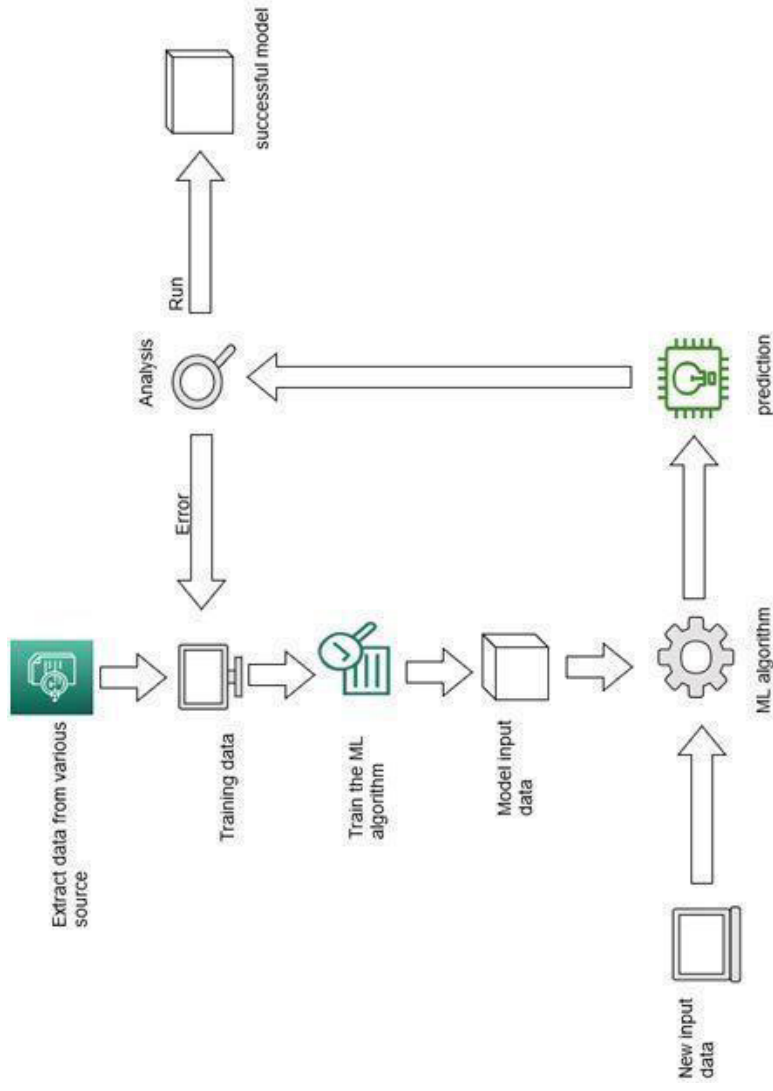 Extract data from various
source
Training data
Train the ML
algorithm
Model input
data
New input
data
ML algorithm
prediction
Analysis
Error
Run
successful model